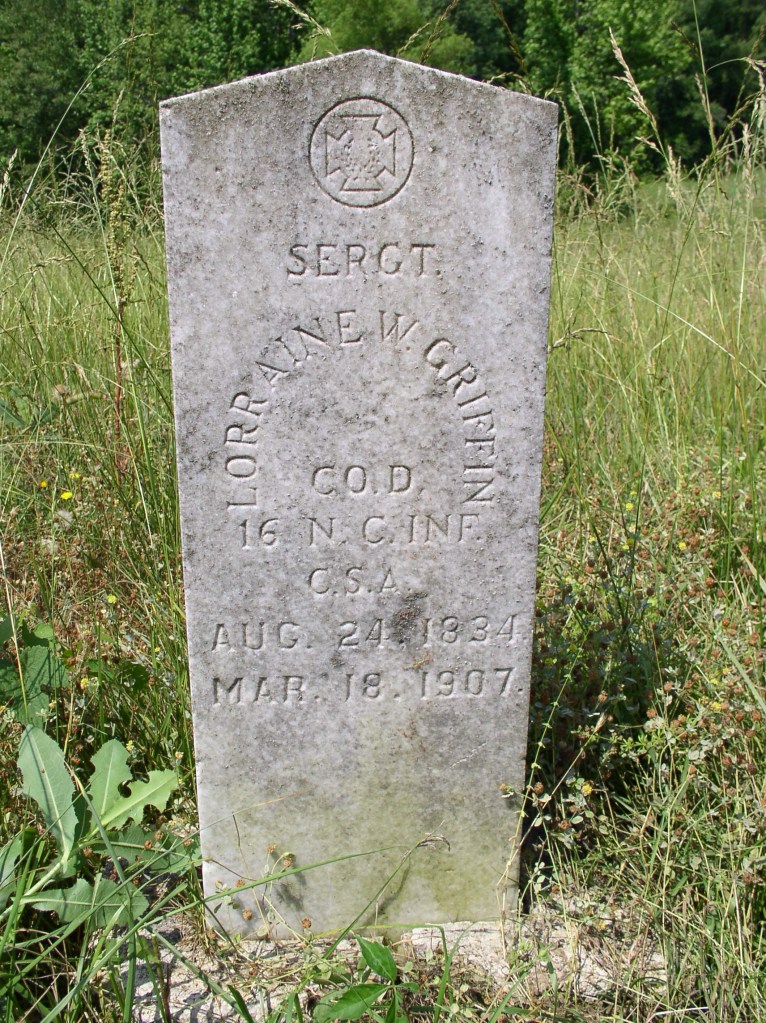 SERGT.
LORRAINE W. GRIFFIN
CO. D.
16 N. C. INF.
C. S. A.
AUG. 24. 1834.
MAR. 18. 1907.